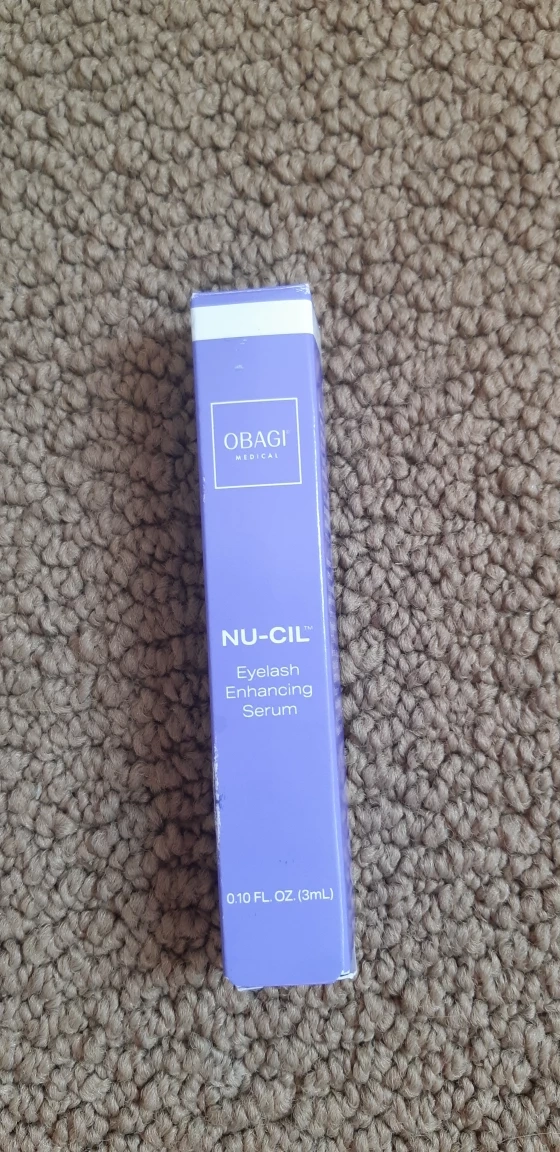 OBAGI
MEDICAL
NU-CIL™
Eyelash
Enhancing
Serum
0.10 FL. OZ. (3mL)